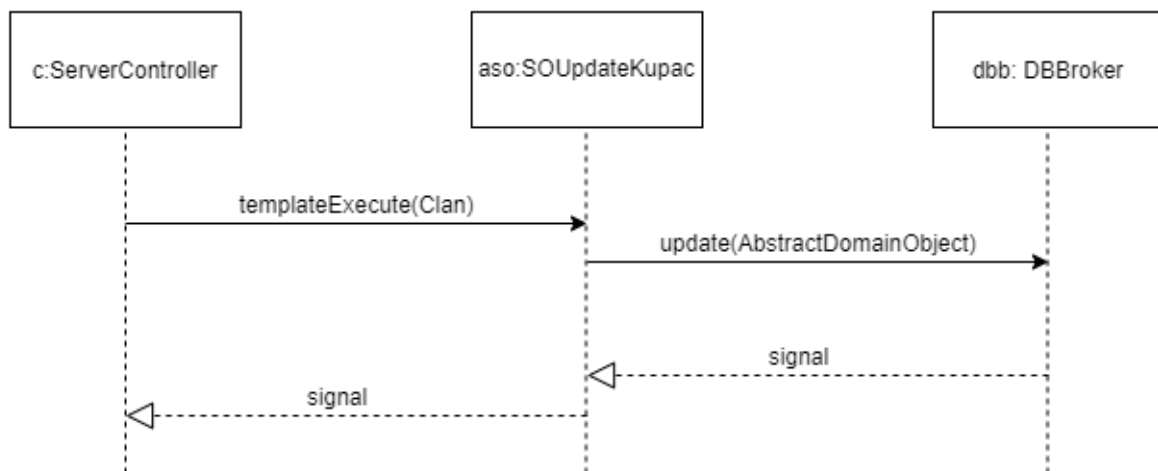 c:ServerController
aso:SOUpdateKupac
dbb: DBBroker
templateExecute(Clan)
update(AbstractDomainObject)
signal
signal